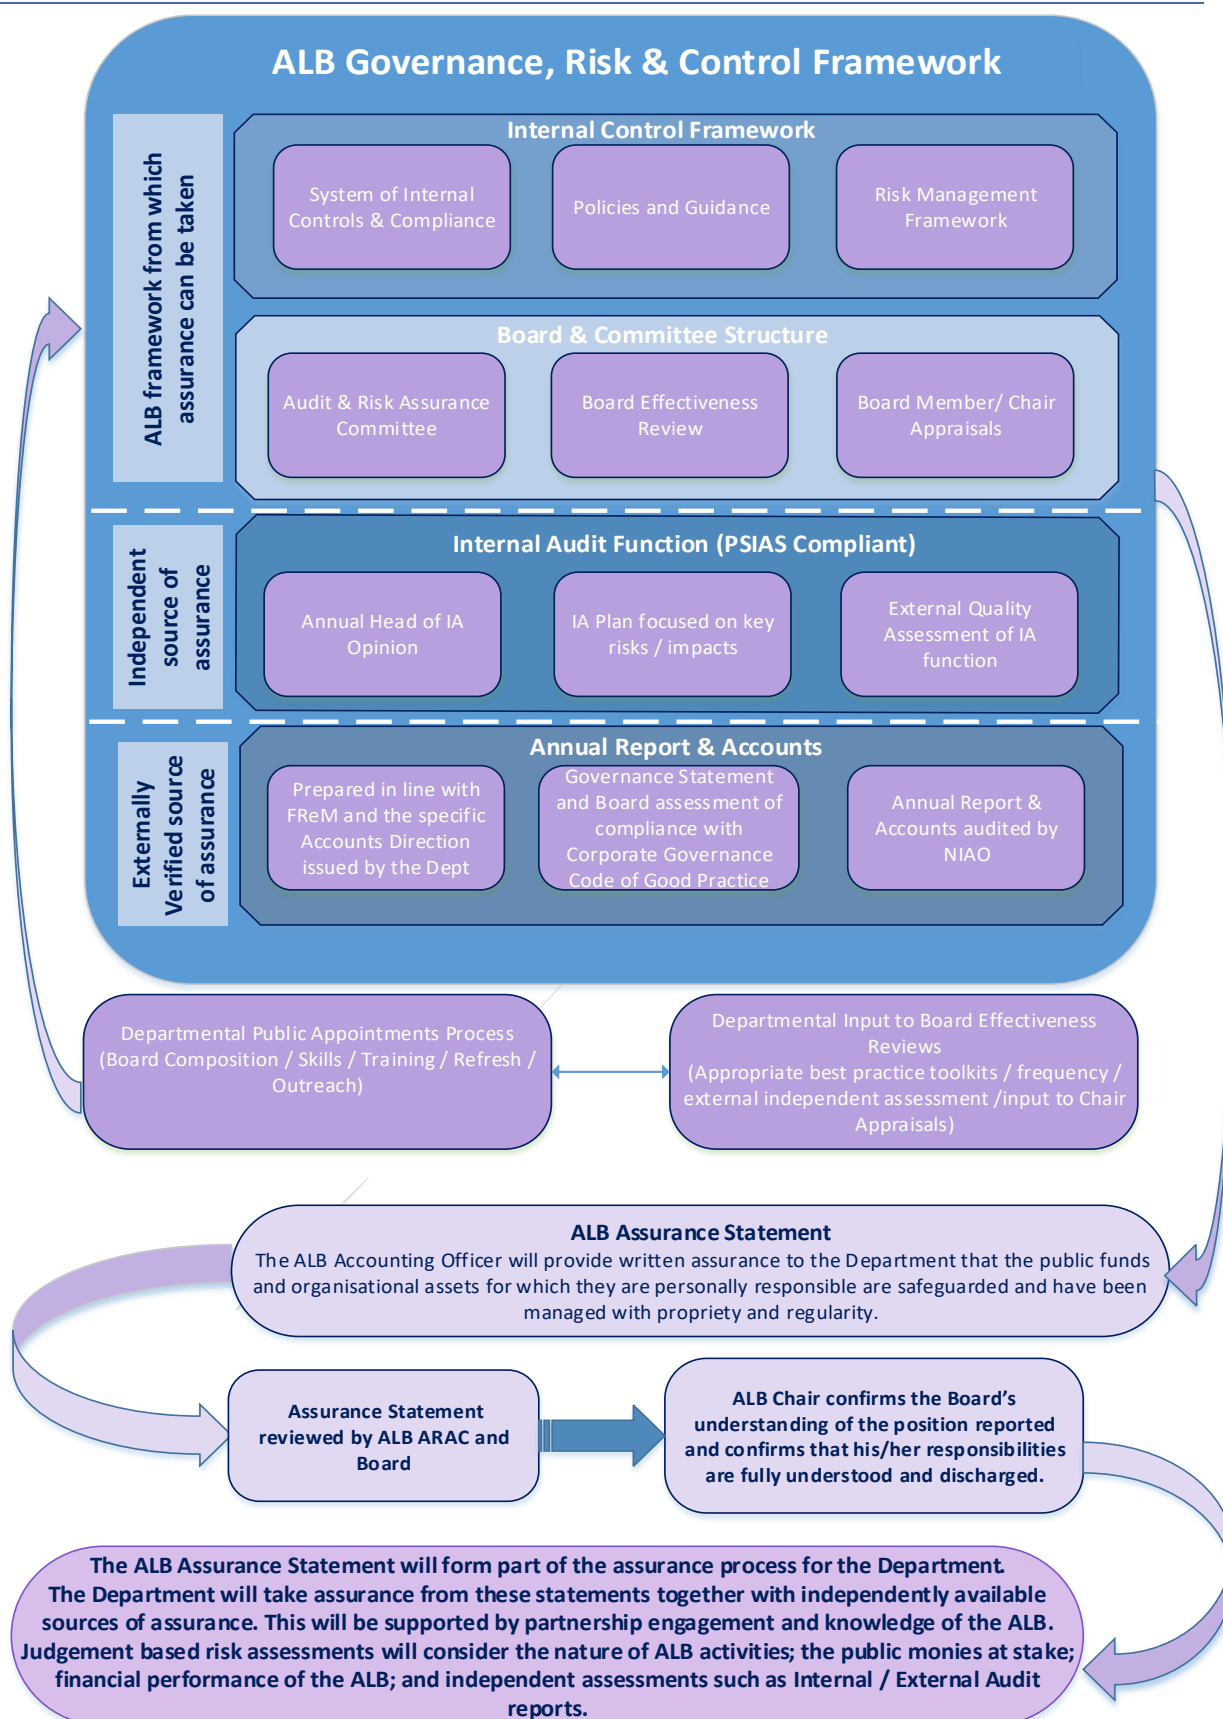 ALB Governance, Risk & Control Framework
ALB framework from which
assurance can be taken
Internal Control Framework
System of Internal
Controls & Compliance
Policies and Guidance
Risk Management
Framework
Board & Committee Structure
Audit & Risk Assurance
Committee
Board Effectiveness
Review
Board Member/ Chair
Appraisals
Independent
source of
assurance
Internal Audit Function (PSIAS Compliant)
Annual Head of IA
Opinion
IA Plan focused on key
risks / impacts
External Quality
Assessment of IA
function
Externally
Verified source
of assurance
Annual Report & Accounts
Prepared in line with
FReM and the specific
Accounts Direction
issued by the Dept
Governance Statement
and Board assessment of
compliance with
Corporate Governance
Code of Good Practice
Annual Report &
Accounts audited by
NIAO
Departmental Public Appointments Process
(Board Composition / Skills / Training / Refresh /
Outreach)
Departmental Input to Board Effectiveness
Reviews
(Appropriate best practice toolkits / frequency /
external independent assessment /input to Chair
Appraisals)
ALB Assurance Statement
The ALB Accounting Officer will provide written assurance to the Department that the public funds
and organisational assets for which they are personally responsible are safeguarded and have been
managed with propriety and regularity.
Assurance Statement
reviewed by ALB ARAC and
Board
ALB Chair confirms the Board's
understanding of the position reported
and confirms that his/her responsibilities
are fully understood and discharged.
The ALB Assurance Statement will form part of the assurance process for the Department.
The Department will take assurance from these statements together with independently available
sources of assurance. This will be supported by partnership engagement and knowledge of the ALB.
Judgement based risk assessments will consider the nature of ALB activities; the public monies at stake;
financial performance of the ALB; and independent assessments such as Internal / External Audit
reports.